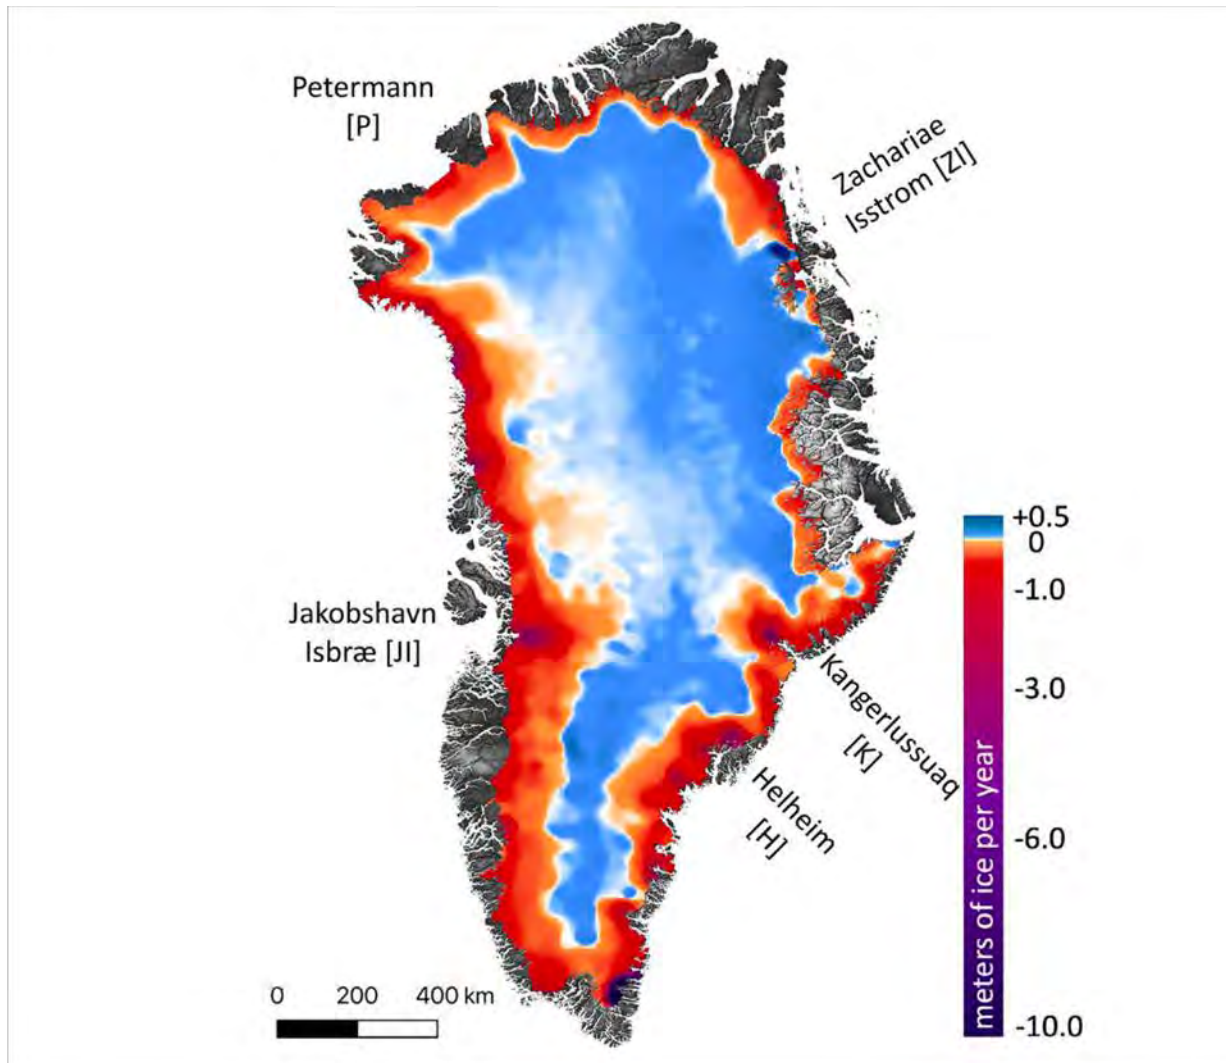 Petermann
[P]
Zachariae
Isstrom [ZI]
Jakobshavn
Isbræ [JI]
Kangerlussuaq
[K]
Helheim
[H]
+0.5
0
-1.0
-3.0
-6.0
-10.0
meters of ice per year
0 200 400 km